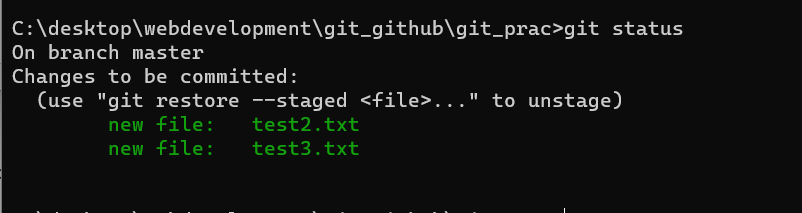 C:\desktop\webdevelopment\git_github\git_prac>git status
On branch master
Changes to be committed:
  (use "git restore --staged <file>..." to unstage)
        new file:   test2.txt
        new file:   test3.txt